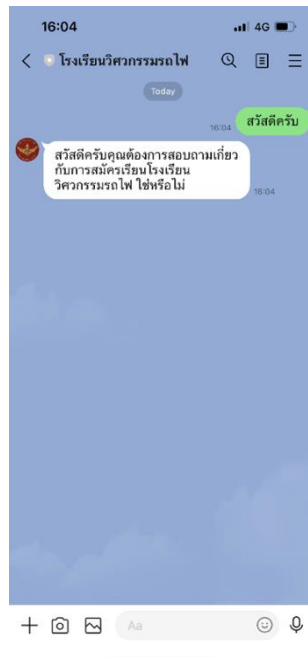 16:04
4G
โรงเรียนวิศวกรรมรถไฟ
Today
16:04 สวัสดีครับ
สวัสดีครับคุณต้องการสอบถามเกี่ยว
กับการสมัครเรียนโรงเรียน
วิศวกรรมรถไฟ ใช่หรือไม่
16:04
Aa